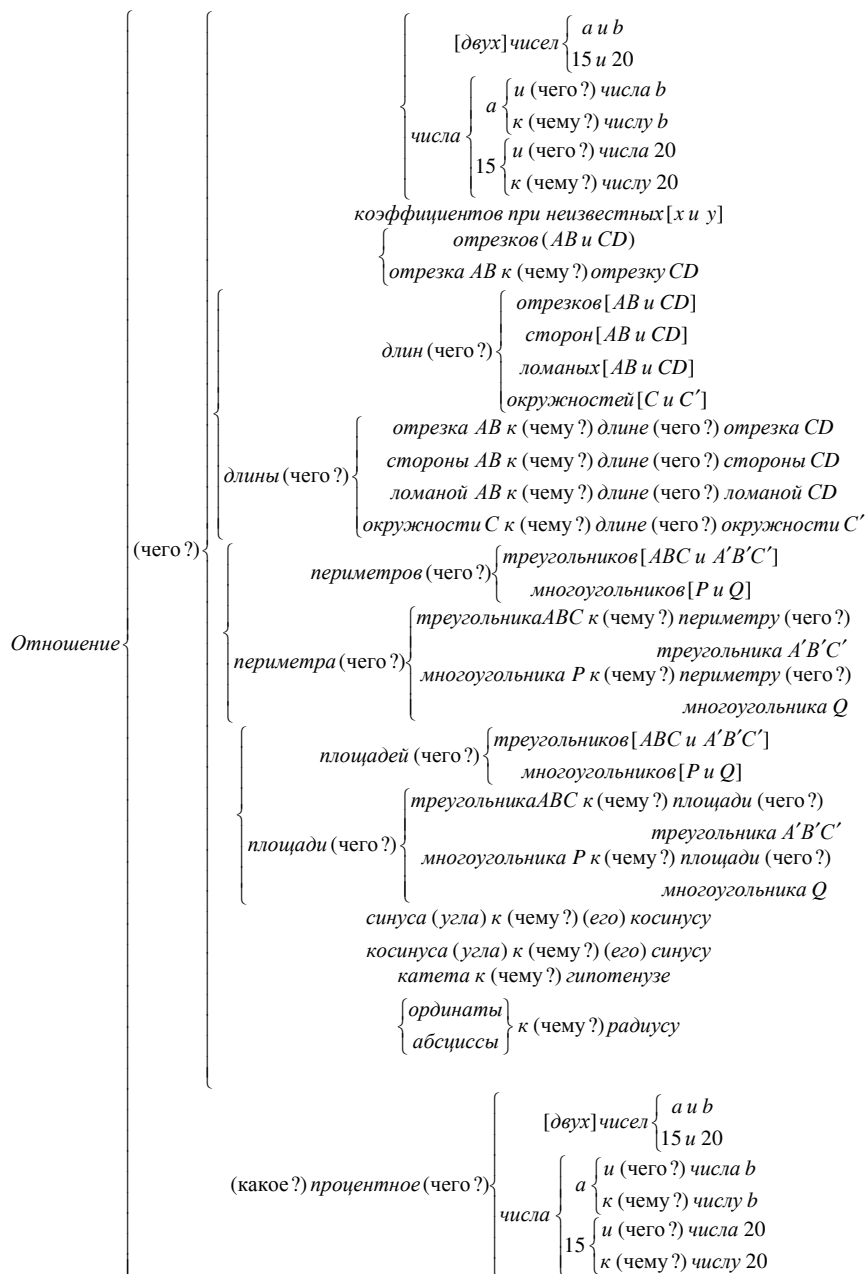 [двух] чисел { a и b
15 и 20
числа { a { и (чего?) числа b
к (чему?) числу b
15 { и (чего?) числа 20
к (чему?) числу 20
коэффициентов при неизвестных [x и y]
отрезков (AB и CD)
отрезка AB к (чему?) отрезку CD
длин (чего?) { отрезков [AB и CD]
сторон [AB и CD]
ломаных [AB и CD]
окружностей [C и C′]
длины (чего?) { отрезка AB к (чему?) длине (чего?) отрезка CD
стороны AB к (чему?) длине (чего?) стороны CD
ломаной AB к (чему?) длине (чего?) ломаной CD
окружности C к (чему?) длине (чего?) окружности C′
(чего?)
периметров (чего?) { треугольников [ABC и A′B′C′]
многоугольников [P и Q]
Отношение
периметра (чего?) { треугольникаABC к (чему?) периметру (чего?)
треугольника A′B′C′
многоугольника P к (чему?) периметру (чего?)
многоугольника Q
площадей (чего?) { треугольников [ABC и A′B′C′]
многоугольников [P и Q]
площади (чего?) { треугольникаABC к (чему?) площади (чего?)
треугольника A′B′C′
многоугольника P к (чему?) площади (чего?)
многоугольника Q
синуса (угла) к (чему?) (его) косинусу
косинуса (угла) к (чему?) (его) синусу
катета к (чему?) гипотенузе
{ ординаты
абсциссы } к (чему?) радиусу
(какое?) процентное (чего?) { [двух] чисел { a и b
15 и 20
числа { a { и (чего?) числа b
к (чему?) числу b
15 { и (чего?) числа 20
к (чему?) числу 20